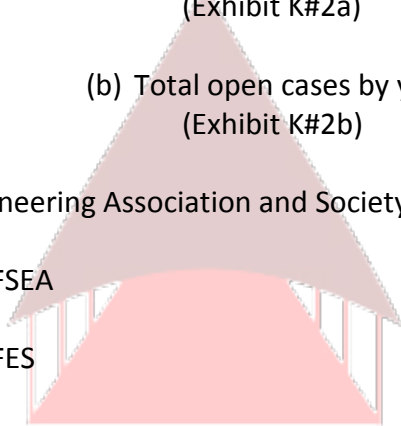 (Exhibit K#2a)
(b) Total open cases by
(Exhibit K#2b)
neering Association and Society
FSEA
FES